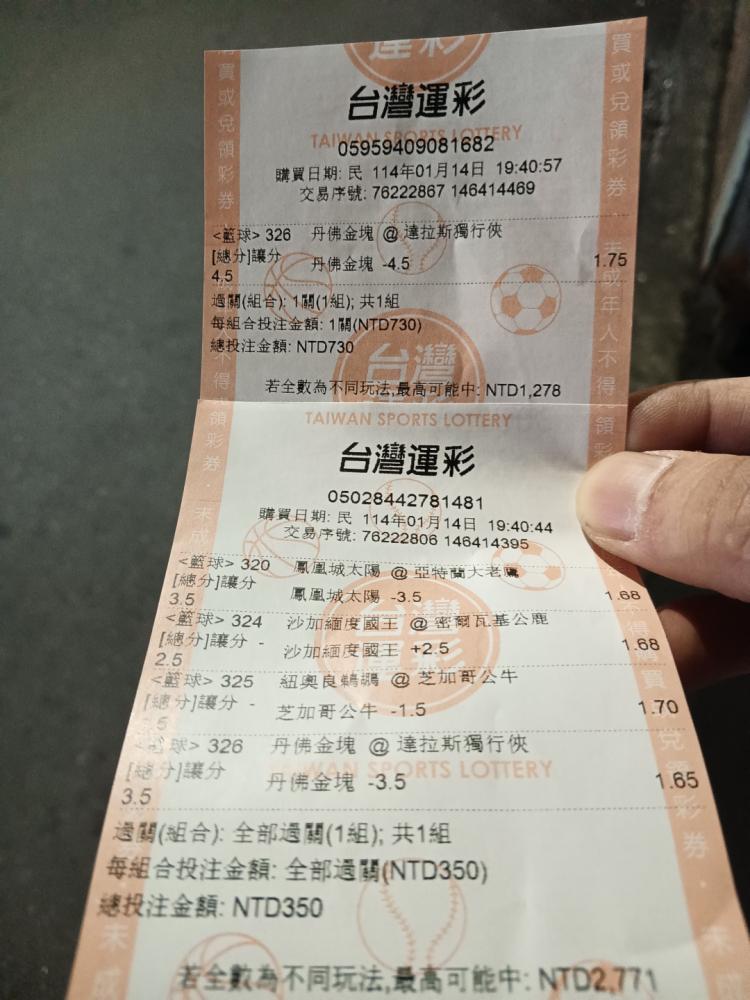 台灣運彩
TAIWAN SPORTS LOTTERY
05959409081682
購買日期: 民 114年01月14日 19:40:57
交易序號: 76222867 146414469
<籃球> 326 丹佛金塊 @ 達拉斯獨行俠
[總分]讓分 丹佛金塊 -4.5 1.75
4.5
過關(組合): 1關(1組); 共1組
每組合投注金額: 1關(NTD730)
總投注金額: NTD730
若全數為不同玩法,最高可能中: NTD1,278
TAIWAN SPORTS LOTTERY
台灣運彩
05028442781481
購買日期: 民 114年01月14日 19:40:44
交易序號: 76222806 146414395
<籃球> 320 鳳凰城太陽 @ 亞特蘭大老鷹
[總分]讓分 鳳凰城太陽 -3.5 1.68
3.5
<籃球> 324 沙加緬度國王 @ 密爾瓦基公鹿
[總分]讓分 - 沙加緬度國王 +2.5 1.68
2.5
<籃球> 325 紐奧良鵜鶘 @ 芝加哥公牛
[總分]讓分 - 芝加哥公牛 -1.5 1.70
<籃球> 326 丹佛金塊 @ 達拉斯獨行俠
TAIWAN SPORTS LOTTERY
[總分]讓分 丹佛金塊 -3.5 1.65
3.5
過關(組合): 全部過關(1組); 共1組
每組合投注金額: 全部過關(NTD350)
總投注金額: NTD350
若全數為不同玩法,最高可能中: NTD2,771